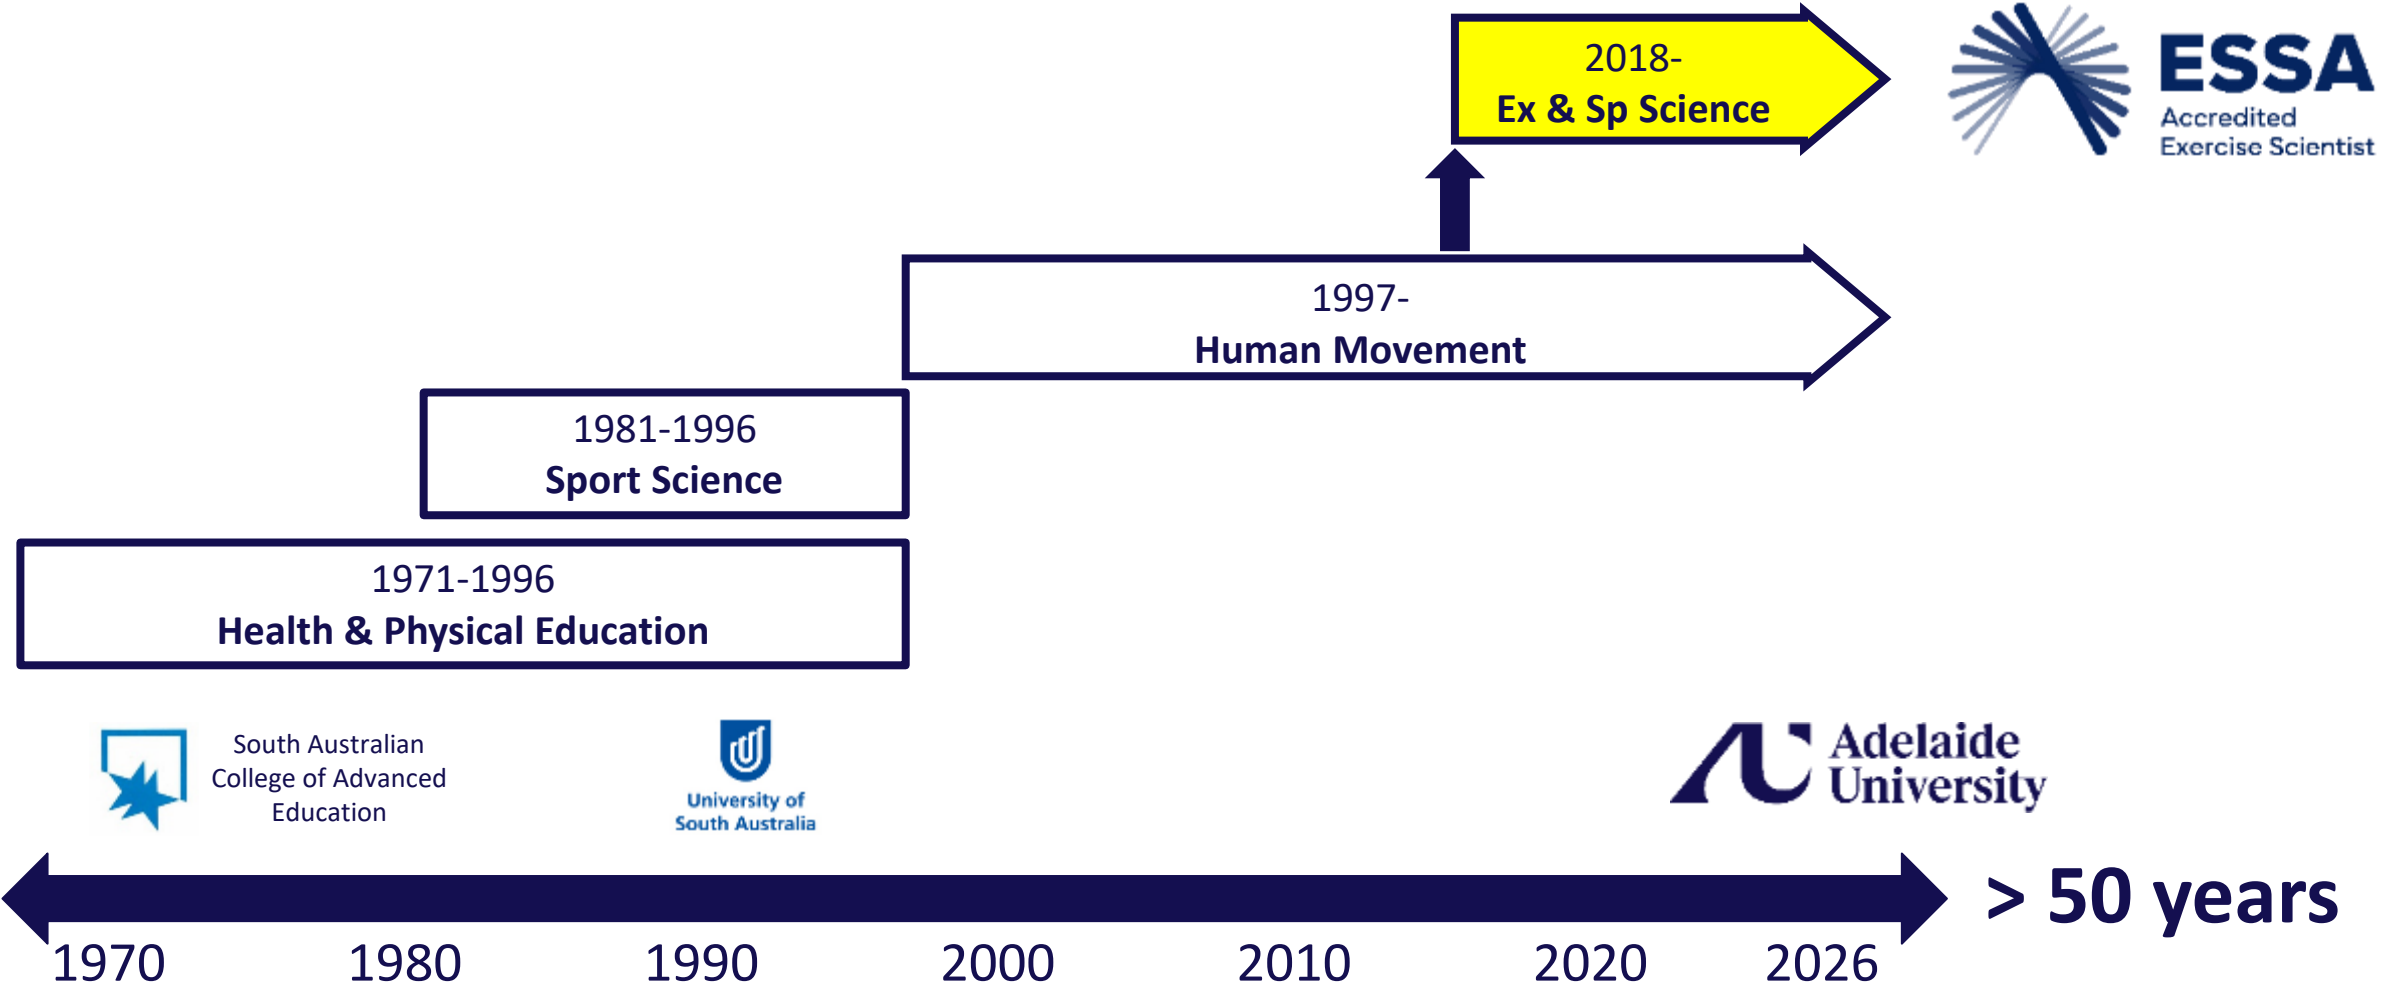 2018-
Ex & Sp Science
ESSA
Accredited
Exercise Scientist
1997-
Human Movement
1981-1996
Sport Science
1971-1996
Health & Physical Education
South Australian
College of Advanced
Education
University of
South Australia
Adelaide
University
> 50 years
1970 1980 1990 2000 2010 2020 2026